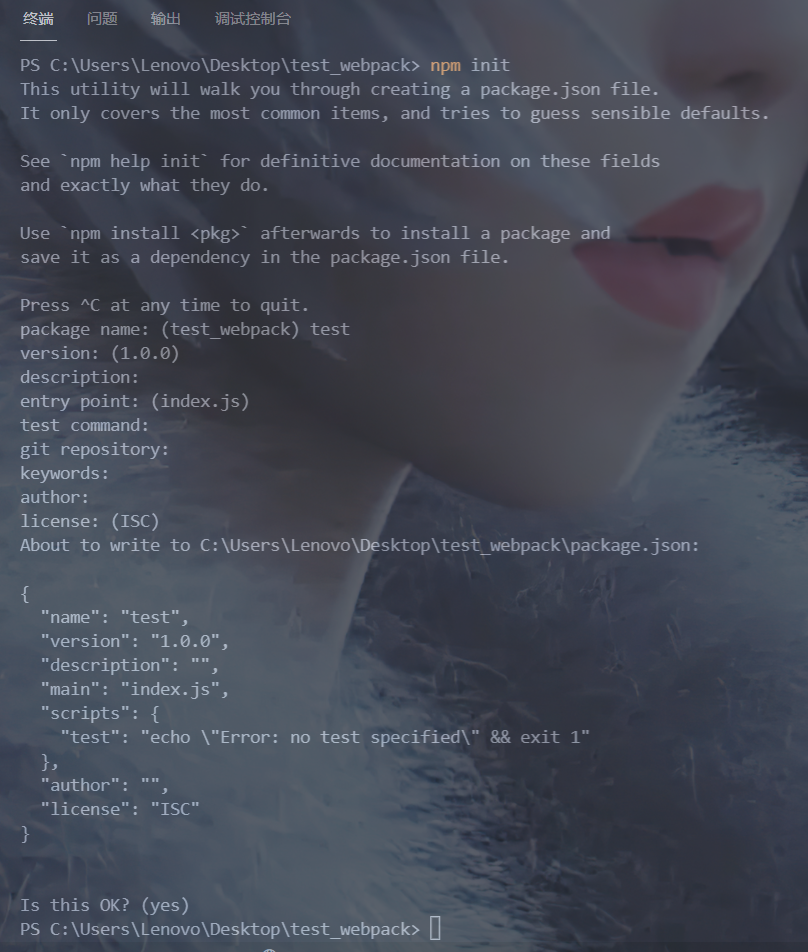 终端 问题 输出 调试控制台
PS C:\Users\Lenovo\Desktop\test_webpack> npm init
This utility will walk you through creating a package.json file.
It only covers the most common items, and tries to guess sensible defaults.
See `npm help init` for definitive documentation on these fields
and exactly what they do.
Use `npm install <pkg>` afterwards to install a package and
save it as a dependency in the package.json file.
Press ^C at any time to quit.
package name: (test_webpack) test
version: (1.0.0)
description:
entry point: (index.js)
test command:
git repository:
keywords:
author:
license: (ISC)
About to write to C:\Users\Lenovo\Desktop\test_webpack\package.json:
{
  "name": "test",
  "version": "1.0.0",
  "description": "",
  "main": "index.js",
  "scripts": {
    "test": "echo \"Error: no test specified\" && exit 1"
  },
  "author": "",
  "license": "ISC"
}
Is this OK? (yes)
PS C:\Users\Lenovo\Desktop\test_webpack>